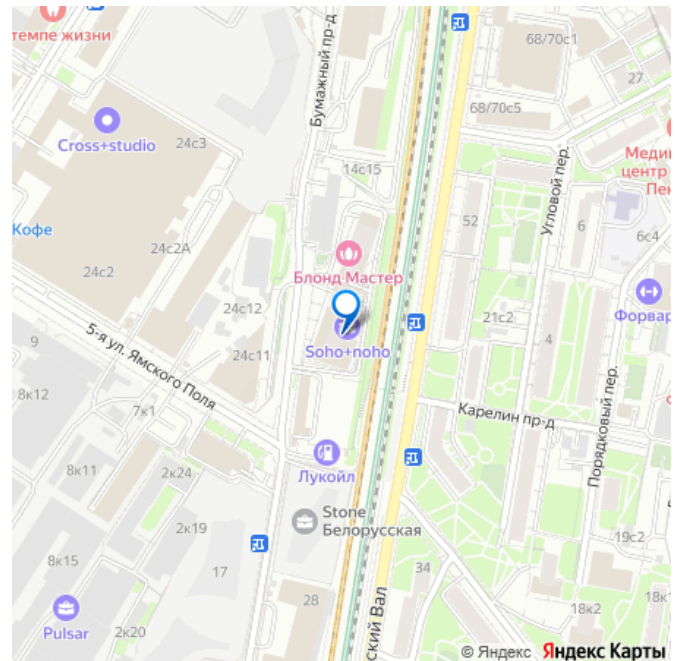 темпе жизни
Бумажный пр-д
68/70с1
27
Cross+studio
24с3
68/70с5
14с15
Угловой пер.
Меди
центр
Пен
Кофе
24с2А
52
6
6с4
Блонд Мастер
24с2
24с12
Форвар
9
5-я ул. Ямского Поля
24с11
Soho+noho
21с2
4
8к12
7к1
Карелин пр-д
Порядковый пер.
8к11
2к24
Лукойл
Stone
Белорусская
2к19
19с2
8к15
17
34
ский Вал
28
18к2
18к1
Pulsar
2к20
© Яндекс Яндекс Карты